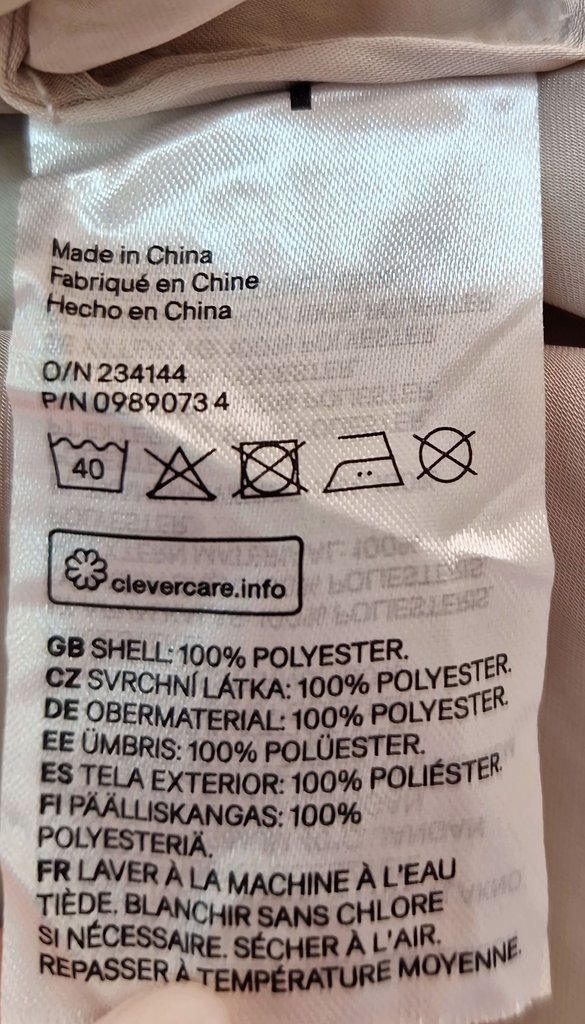 Made in China
Fabriqué en Chine
Hecho en China
O/N 234144
P/N 0989073 4
40
clevercare.info
GB SHELL: 100% POLYESTER.
CZ SVRCHNÍ LÁTKA: 100% POLYESTER.
DE OBERMATERIAL: 100% POLYESTER.
EE ÜMBRIS: 100% POLÜESTER.
ES TELA EXTERIOR: 100% POLIÉSTER.
FI PÄÄLLISKANGAS: 100%
POLYESTERIÄ.
FR LAVER À LA MACHINE À L'EAU
TIÈDE. BLANCHIR SANS CHLORE
SI NÉCESSAIRE. SÉCHER À L'AIR.
REPASSER À TEMPÉRATURE MOYENNE.